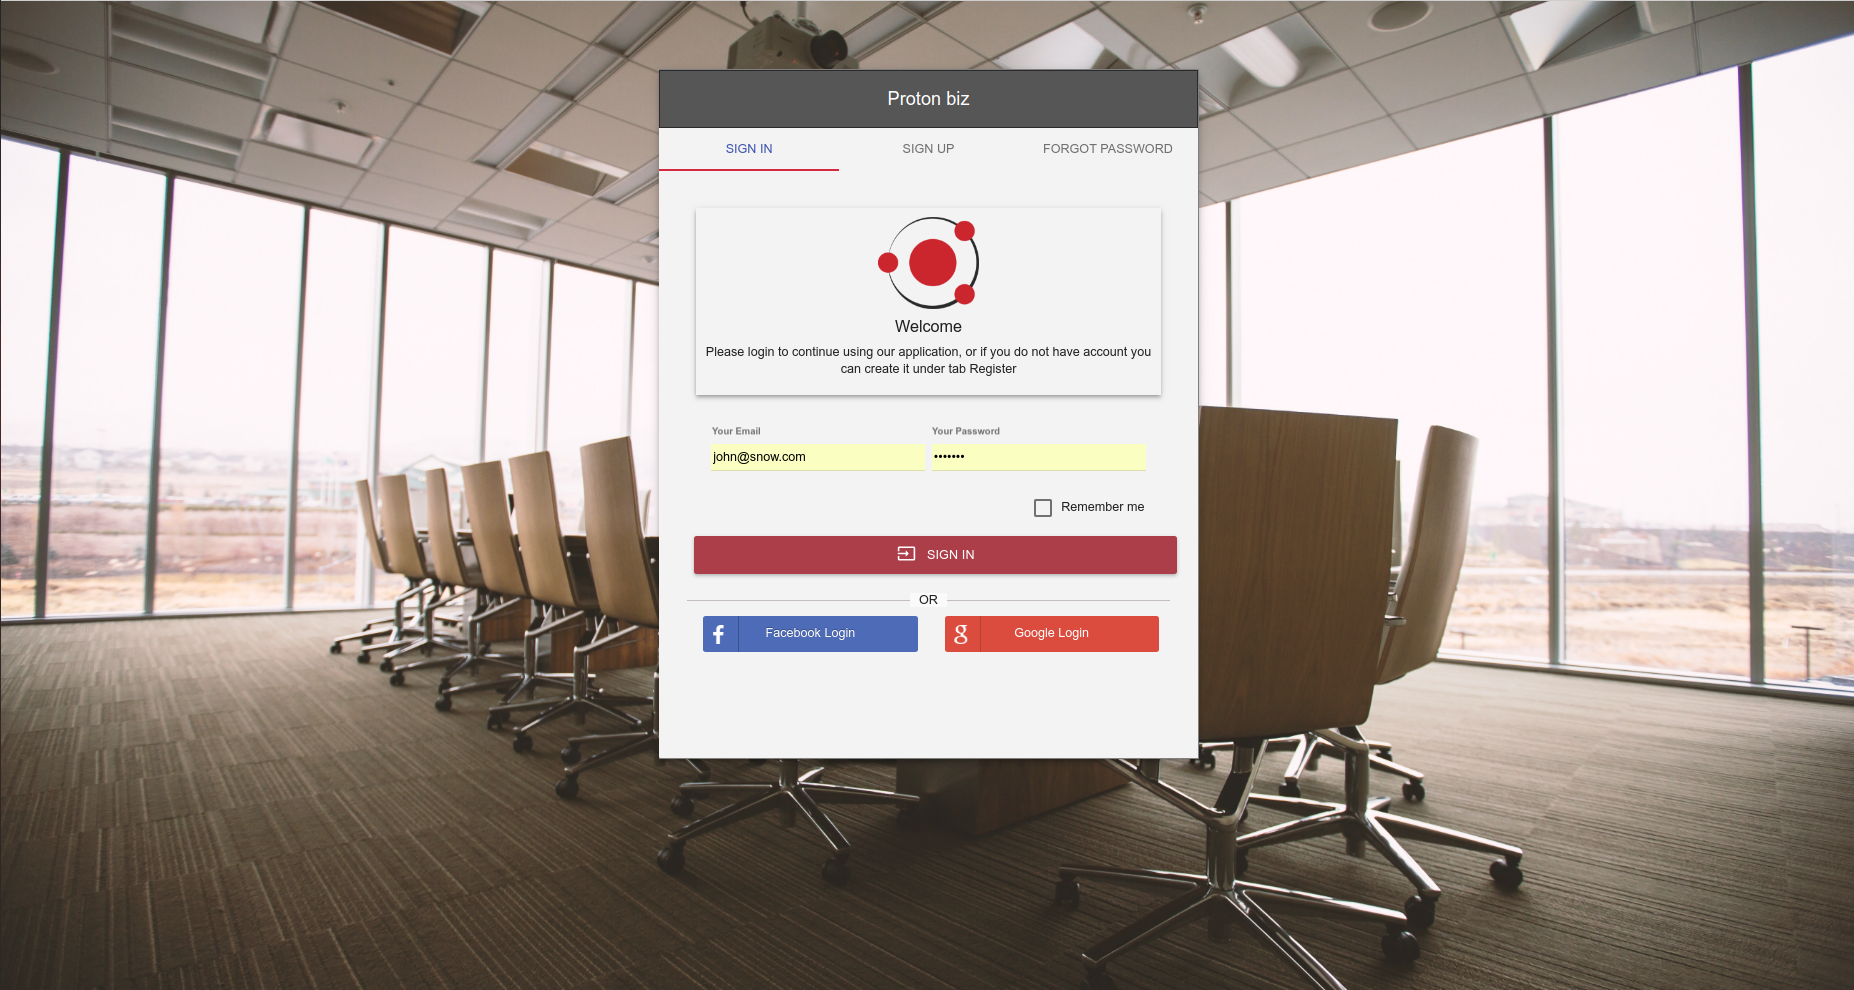 Proton biz
SIGN IN SIGN UP FORGOT PASSWORD
Welcome
Please login to continue using our application, or if you do not have account you
can create it under tab Register
Your Email Your Password
john@snow.com •••••••
Remember me
SIGN IN
OR
f Facebook Login g Google Login